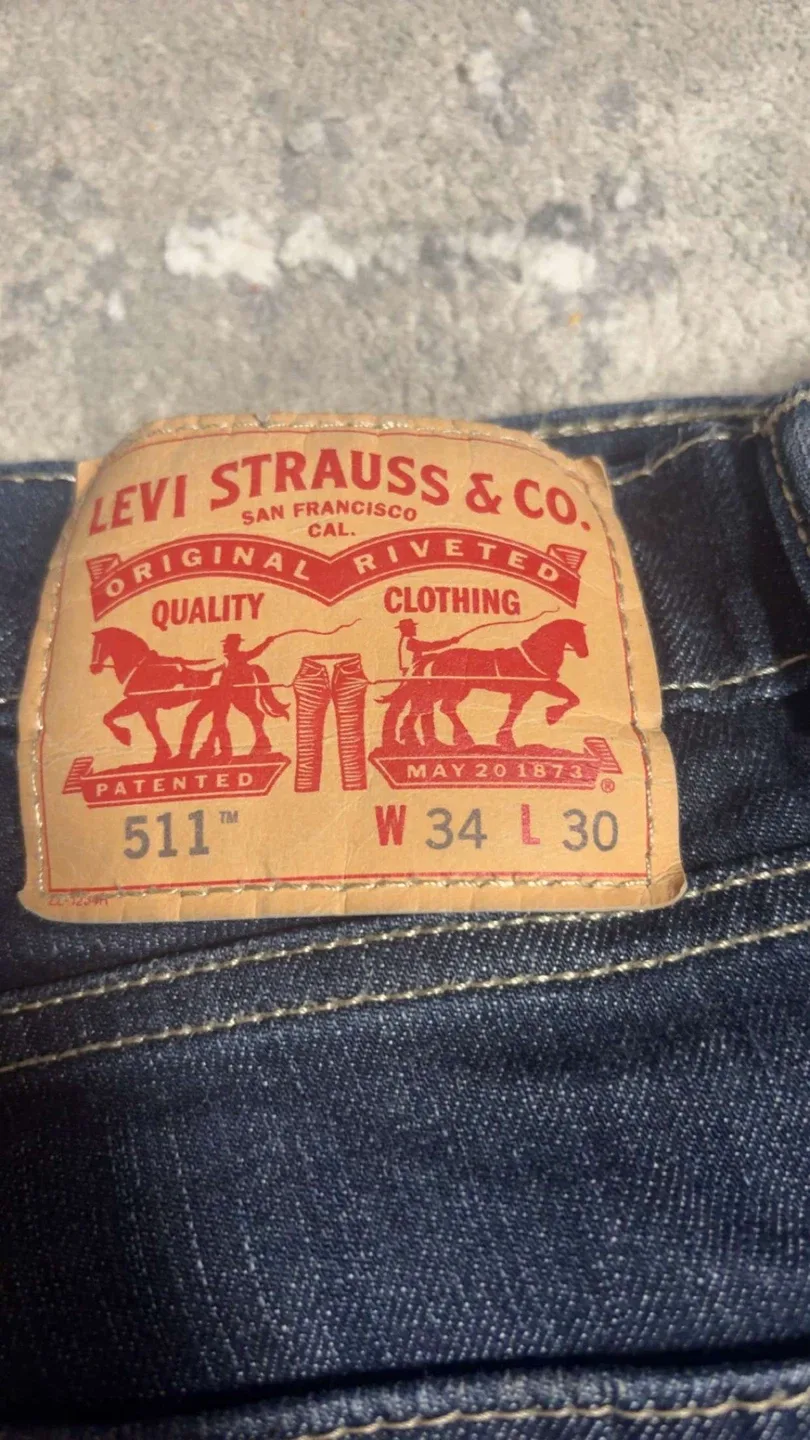 LEVI STRAUSS & CO.
SAN FRANCISCO
CAL.
ORIGINAL RIVETED
QUALITY CLOTHING
PATENTED MAY 20 1873 ®
511™ W 34 L 30